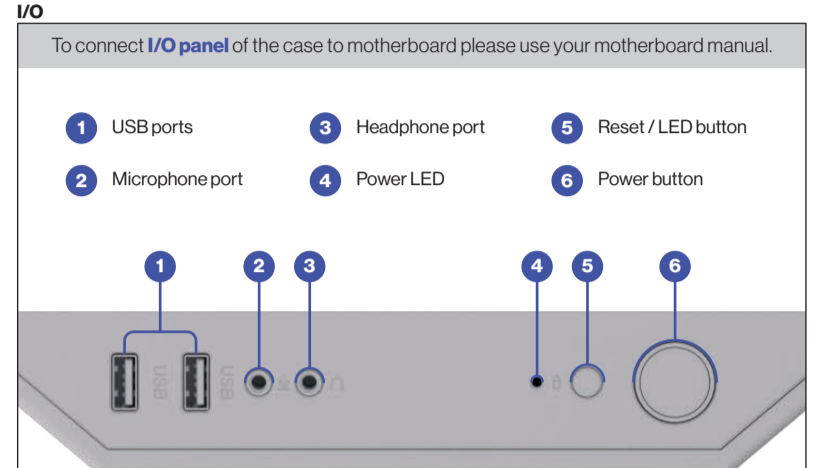 I/O
To connect I/O panel of the case to motherboard please use your motherboard manual.
1 USB ports
3 Headphone port
5 Reset / LED button
2 Microphone port
4 Power LED
6 Power button
1 2 3 4 5 6
USB USB